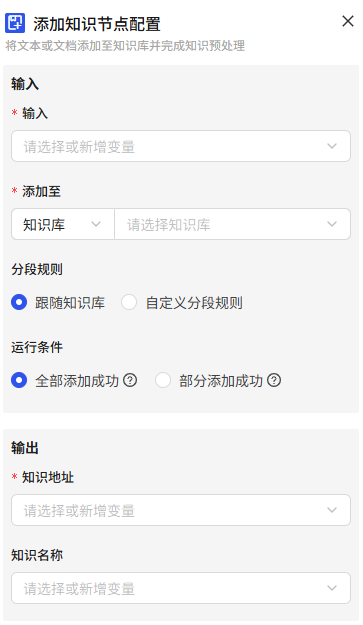 添加知识节点配置
将文本或文档添加至知识库并完成知识预处理
输入
* 输入
请选择或新增变量
* 添加至
知识库 请选择知识库
分段规则
跟随知识库 自定义分段规则
运行条件
全部添加成功 ? 部分添加成功 ?
输出
* 知识地址
请选择或新增变量
知识名称
请选择或新增变量